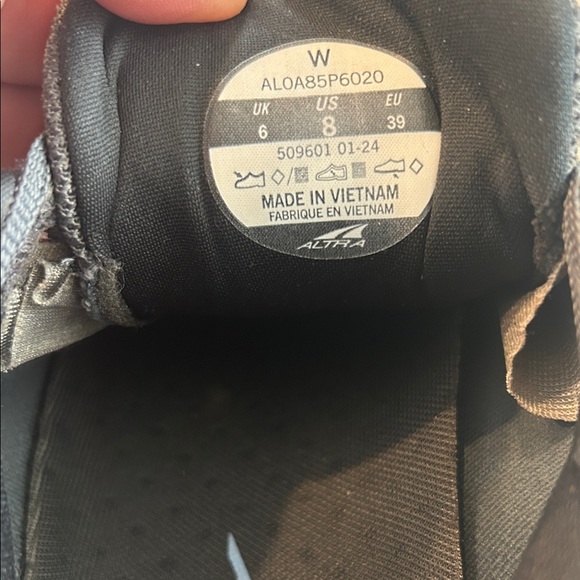 W
AL0A85P6020
UK US EU
6 8 39
509601 01-24
MADE IN VIETNAM
FABRIQUE EN VIETNAM
ALTRA